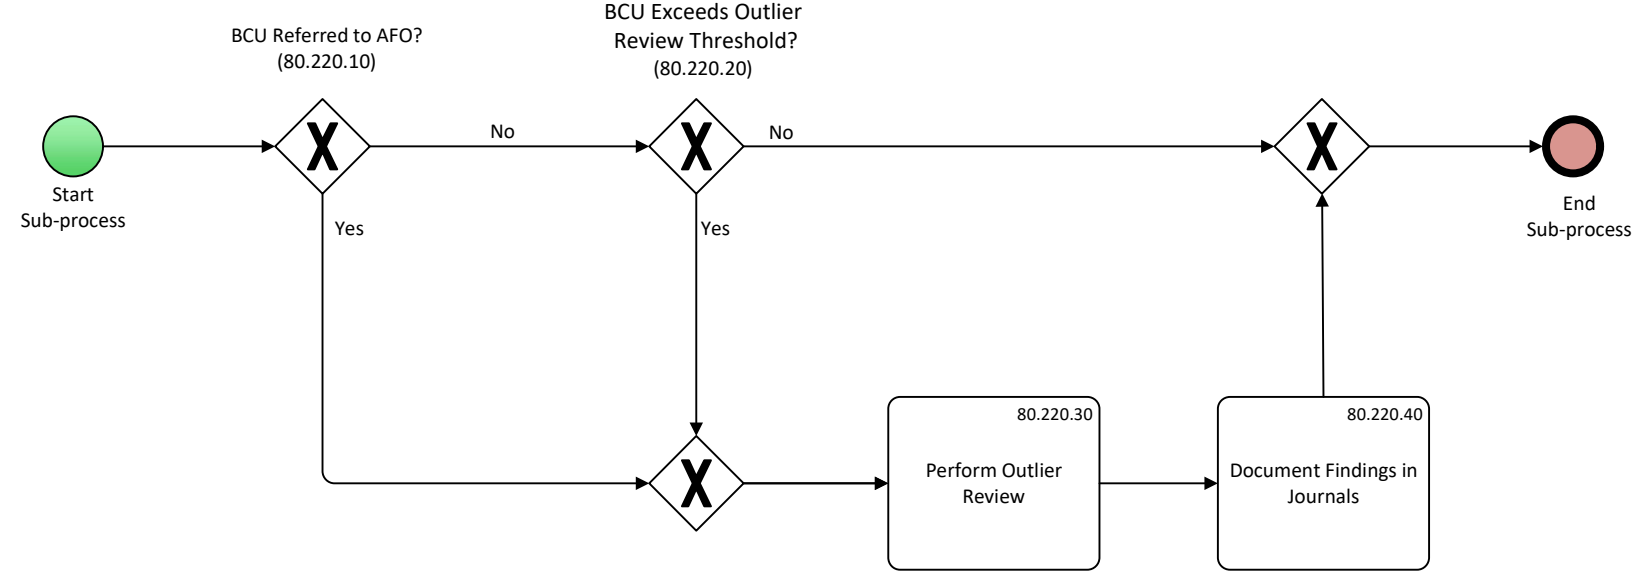 BCU Referred to AFO?
(80.220.10)
BCU Exceeds Outlier
Review Threshold?
(80.220.20)
X
No
X
No
X
Start
Sub-process
End
Sub-process
Yes
Yes
X
80.220.30
Perform Outlier
Review
80.220.40
Document Findings in
Journals